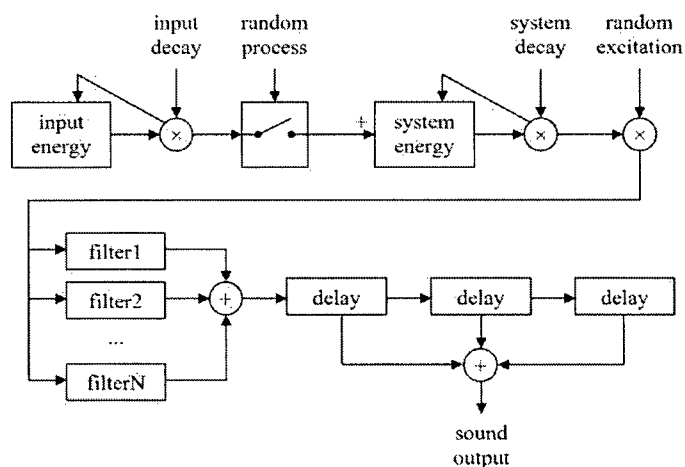 input decay
random process
system decay
random excitation
input energy
×
+
system energy
×
×
filter1
filter2
...
filterN
+
delay
delay
delay
+
sound output